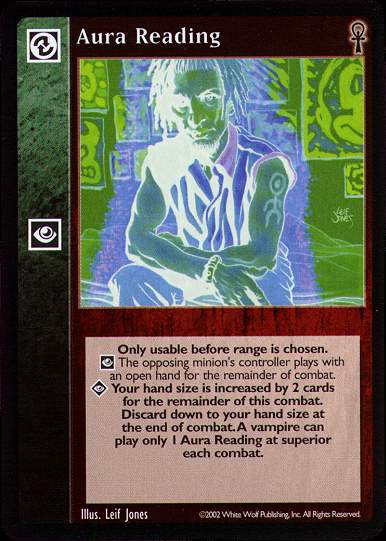 Aura Reading
LEIF
JONES
Only usable before range is chosen.
The opposing minion's controller plays with
an open hand for the remainder of combat.
Your hand size is increased by 2 cards
for the remainder of this combat.
Discard down to your hand size at
the end of combat. A vampire can
play only 1 Aura Reading at superior
each combat.
Illus. Leif Jones
©2002 White Wolf Publishing, Inc. All Rights Reserved.